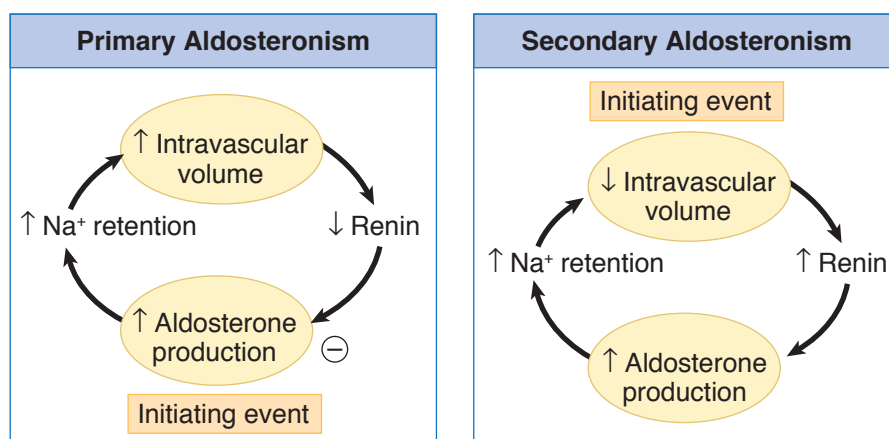 Primary Aldosteronism
↑ Intravascular
volume
↑ Na⁺ retention
↓ Renin
↑ Aldosterone
production
−
Initiating event
Secondary Aldosteronism
Initiating event
↓ Intravascular
volume
↑ Na⁺ retention
↑ Renin
↑ Aldosterone
production